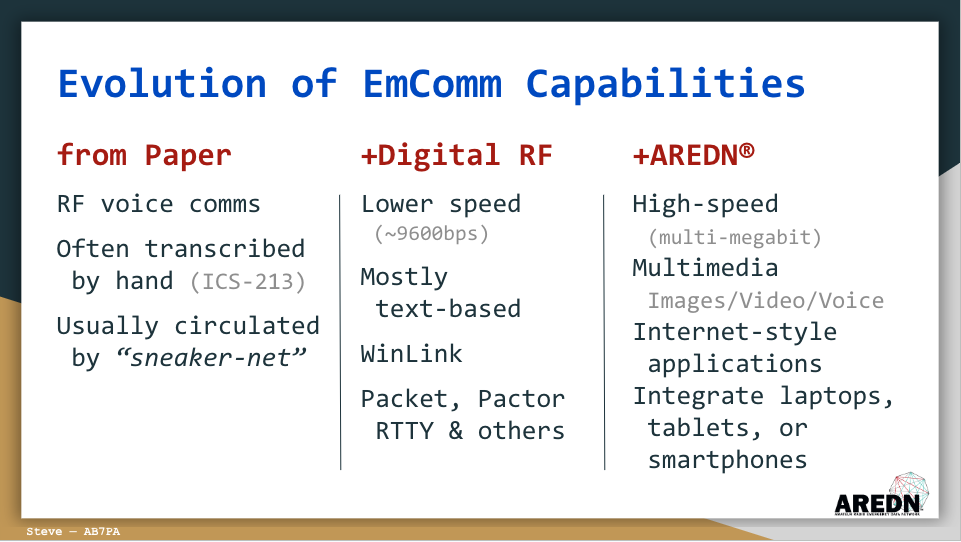 Evolution of EmComm Capabilities
from Paper
RF voice comms
Often transcribed
by hand (ICS-213)
Usually circulated
by “sneaker-net”
+Digital RF
Lower speed
(~9600bps)
Mostly
text-based
WinLink
Packet, Pactor
RTTY & others
+AREDN®
High-speed
(multi-megabit)
Multimedia
Images/Video/Voice
Internet-style
applications
Integrate laptops,
tablets, or
smartphones
AREDN
AMATEUR RADIO EMERGENCY DATA NETWORK
Steve — AB7PA